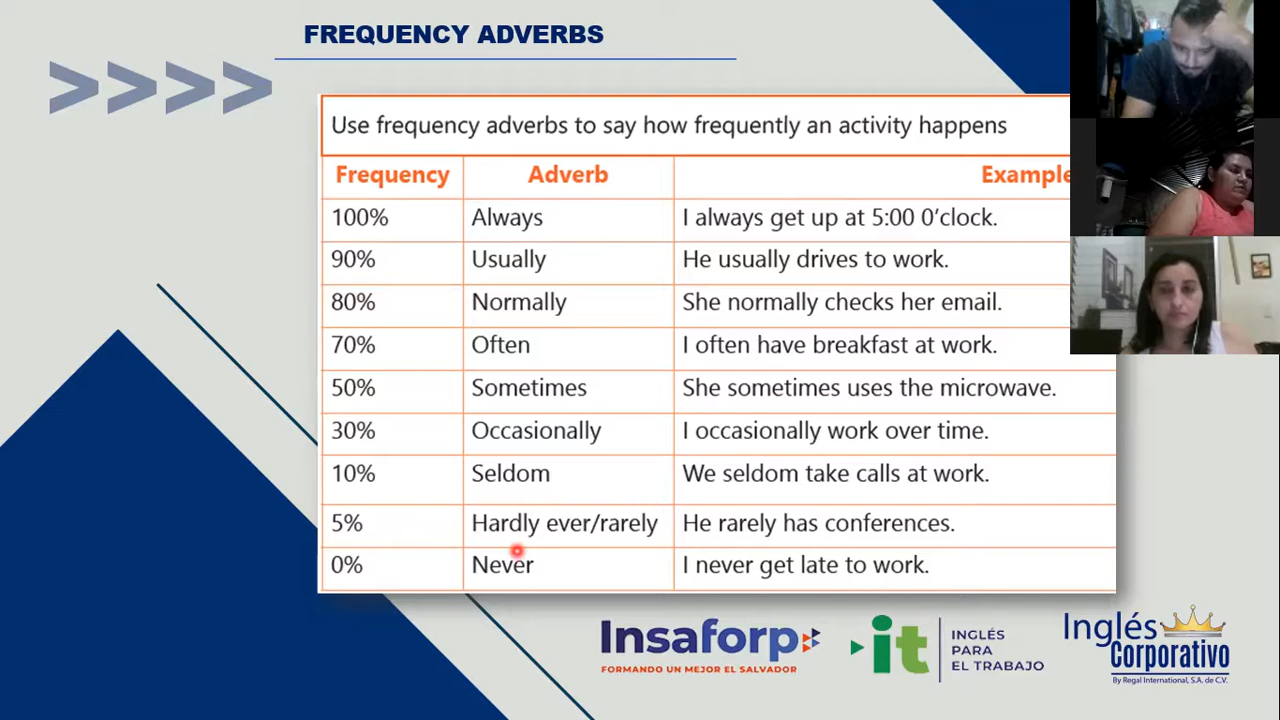 FREQUENCY ADVERBS
Use frequency adverbs to say how frequently an activity happens
Frequency Adverb Example
100% Always I always get up at 5:00 0'clock.
90% Usually He usually drives to work.
80% Normally She normally checks her email.
70% Often I often have breakfast at work.
50% Sometimes She sometimes uses the microwave.
30% Occasionally I occasionally work over time.
10% Seldom We seldom take calls at work.
5% Hardly ever/rarely He rarely has conferences.
0% Never I never get late to work.
Insaforp
FORMANDO UN MEJOR EL SALVADOR
it
INGLÉS
PARA
EL TRABAJO
Inglés
Corporativo
By Regal International, S.A. de C.V.